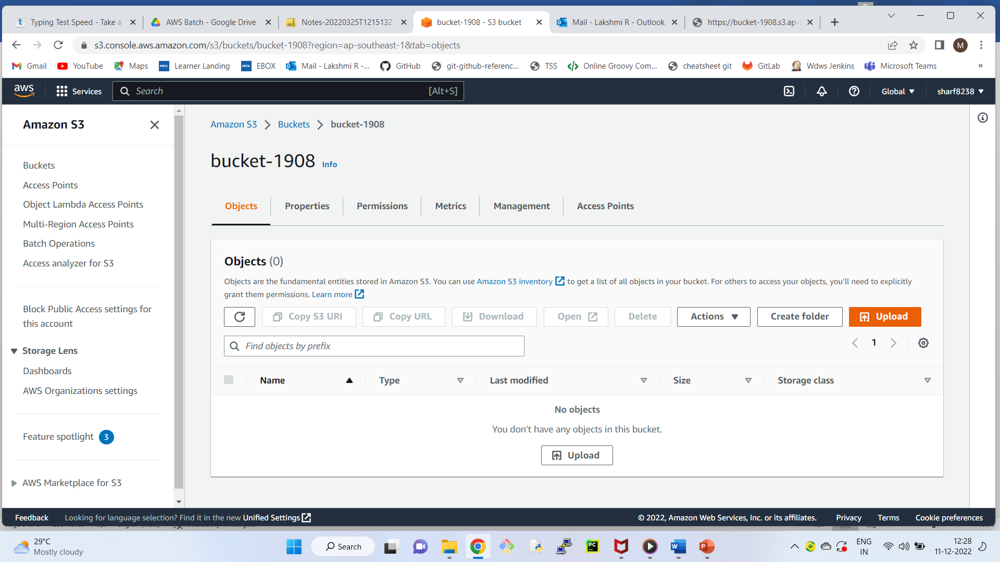 Typing Test Speed - Take a
AWS Batch - Google Drive
Notes-20220325T121513Z-
bucket-1908 - S3 bucket
Mail - Lakshmi R - Outlook
https://bucket-1908.s3.ap-s
s3.console.aws.amazon.com/s3/buckets/bucket-1908?region=ap-southeast-1&tab=objects
M
Gmail
YouTube
Maps
HCL
Learner Landing
HCL
EBOX
Mail - Lakshmi R -...
GitHub
git-github-referenc...
TSS
Online Groovy Com...
cheatsheet git
GitLab
Wdws Jenkins
Microsoft Teams
»
aws
Services
Search
[Alt+S]
Global
sharf8238
Amazon S3
Buckets
Access Points
Object Lambda Access Points
Multi-Region Access Points
Batch Operations
Access analyzer for S3
Block Public Access settings for
this account
Storage Lens
Dashboards
AWS Organizations settings
Feature spotlight 3
AWS Marketplace for S3
Amazon S3 > Buckets > bucket-1908
bucket-1908 Info
Objects
Properties
Permissions
Metrics
Management
Access Points
Objects (0)
Objects are the fundamental entities stored in Amazon S3. You can use Amazon S3 inventory to get a list of all objects in your bucket. For others to access your objects, you'll need to explicitly
grant them permissions. Learn more
Copy S3 URI
Copy URL
Download
Open
Delete
Actions
Create folder
Upload
Find objects by prefix
1
Name
Type
Last modified
Size
Storage class
No objects
You don't have any objects in this bucket.
Upload
Feedback
Looking for language selection? Find it in the new Unified Settings
© 2022, Amazon Web Services, Inc. or its affiliates.
Privacy
Terms
Cookie preferences
29°C
Mostly cloudy
Search
PC
W
P
ENG
IN
12:28
11-12-2022